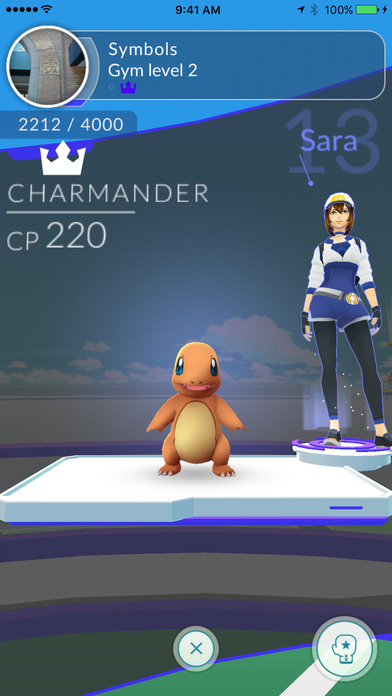 9:41 AM
100%
Symbols
Gym level 2
2212 / 4000
13
Sara
CHARMANDER
CP 220